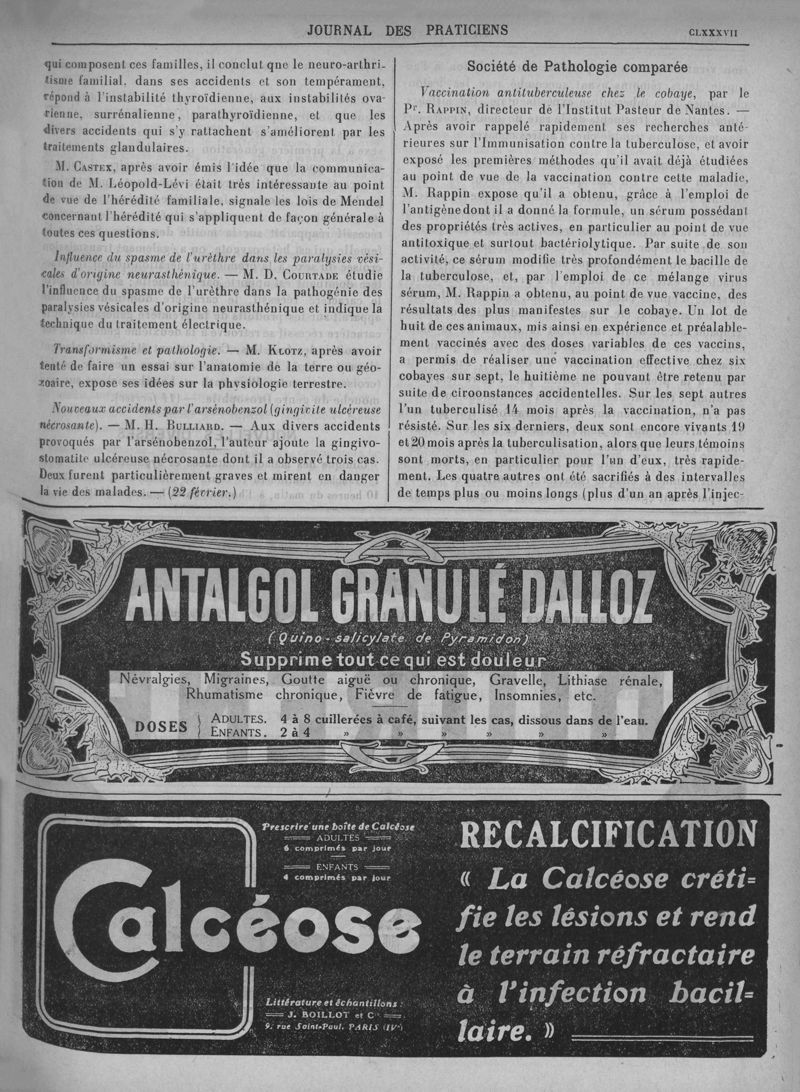 JOURNAL DES PRATICIENS
CLXXXVII
qui composent ces familles, il conclut que le neuro-arthri-
tisme familial, dans ses accidents et son tempérament,
répond à l'instabilité thyroïdienne, aux instabilités ova-
rienne, surrénalienne, parathyroïdienne, et que les
divers accidents qui s'y rattachent s'améliorent par les
traitements glandulaires.
M. CASTEX, après avoir émis l'idée que la communica-
tion de M. Léopold-Lévi était très intéressante au point
de vue de l'hérédité familiale, signale les lois de Mendel
concernant l'hérédité qui s'appliquent de façon générale à
toutes ces questions.
Influence du spasme de l'urèthre dans les paralysies vési-
cales d'origine neurasthénique. — M. D. COURTADE étudie
l'influence du spasme de l'urèthre dans la pathogénie des
paralysies vésicales d'origine neurasthénique et indique la
technique du traitement électrique.
Transformisme et pathologie. — M. KLOTZ, après avoir
tenté de faire un essai sur l'anatomie de la terre ou géo-
zoaire, expose ses idées sur la physiologie terrestre.
Nouveaux accidents par l'arsénobenzol (gingivite ulcéreuse
nécrosante). — M. H. BULLIARD. — Aux divers accidents
provoqués par l'arsénobenzol, l'auteur ajoute la gingivo-
stomatite ulcéreuse nécrosante dont il a observé trois cas.
Deux furent particulièrement graves et mirent en danger
la vie des malades. — (22 février.)
Société de Pathologie comparée
Vaccination antituberculeuse chez le cobaye, par le
Pr. RAPPIN, directeur de l'Institut Pasteur de Nantes. —
Après avoir rappelé rapidement ses recherches anté-
rieures sur l'Immunisation contre la tuberculose, et avoir
exposé les premières méthodes qu'il avait déjà étudiées
au point de vue de la vaccination contre cette maladie,
M. Rappin expose qu'il a obtenu, grâce à l'emploi de
l'antigène dont il a donné la formule, un sérum possédant
des propriétés très actives, en particulier au point de vue
antitoxique et surtout bactériolytique. Par suite de son
activité, ce sérum modifie très profondément le bacille de
la tuberculose, et, par l'emploi de ce mélange virus
sérum, M. Rappin a obtenu, au point de vue vaccine, des
résultats des plus manifestes sur le cobaye. Un lot de
huit de ces animaux, mis ainsi en expérience et préalable-
ment vaccinés avec des doses variables de ces vaccins,
a permis de réaliser une vaccination effective chez six
cobayes sur sept, le huitième ne pouvant être retenu par
suite de ciroonstances accidentelles. Sur les sept autres
l'un tuberculisé 14 mois après la vaccination, n'a pas
résisté. Sur les six derniers, deux sont encore vivants 19
et 20 mois après la tuberculisation, alors que leurs témoins
sont morts, en particulier pour l'un d'eux, très rapide-
ment. Les quatre autres ont été sacrifiés à des intervalles
de temps plus ou moins longs (plus d'un an après l'injec-
ANTALGOL GRANULÉ DALLOZ
(Quino-salicylate de Pyramidon)
Supprime tout ce qui est douleur
Névralgies, Migraines, Goutte aiguë ou chronique, Gravelle, Lithiase rénale,
Rhumatisme chronique, Fièvre de fatigue, Insomnies, etc.
DOSES
ADULTES. 4 à 8 cuillerées à café, suivant les cas, dissous dans de l'eau.
ENFANTS. 2 à 4 » » » » » »
Calcéose
Prescrire une boîte de Calcéose
ADULTES
6 comprimés par jour
ENFANTS
4 comprimés par jour
Littérature et échantillons:
J. BOILLOT et Cie
9, rue Saint-Paul, PARIS (IVe)
RECALCIFICATION
« La Calcéose créti=
fie les lésions et rend
le terrain réfractaire
à l'infection bacil=
laire. »